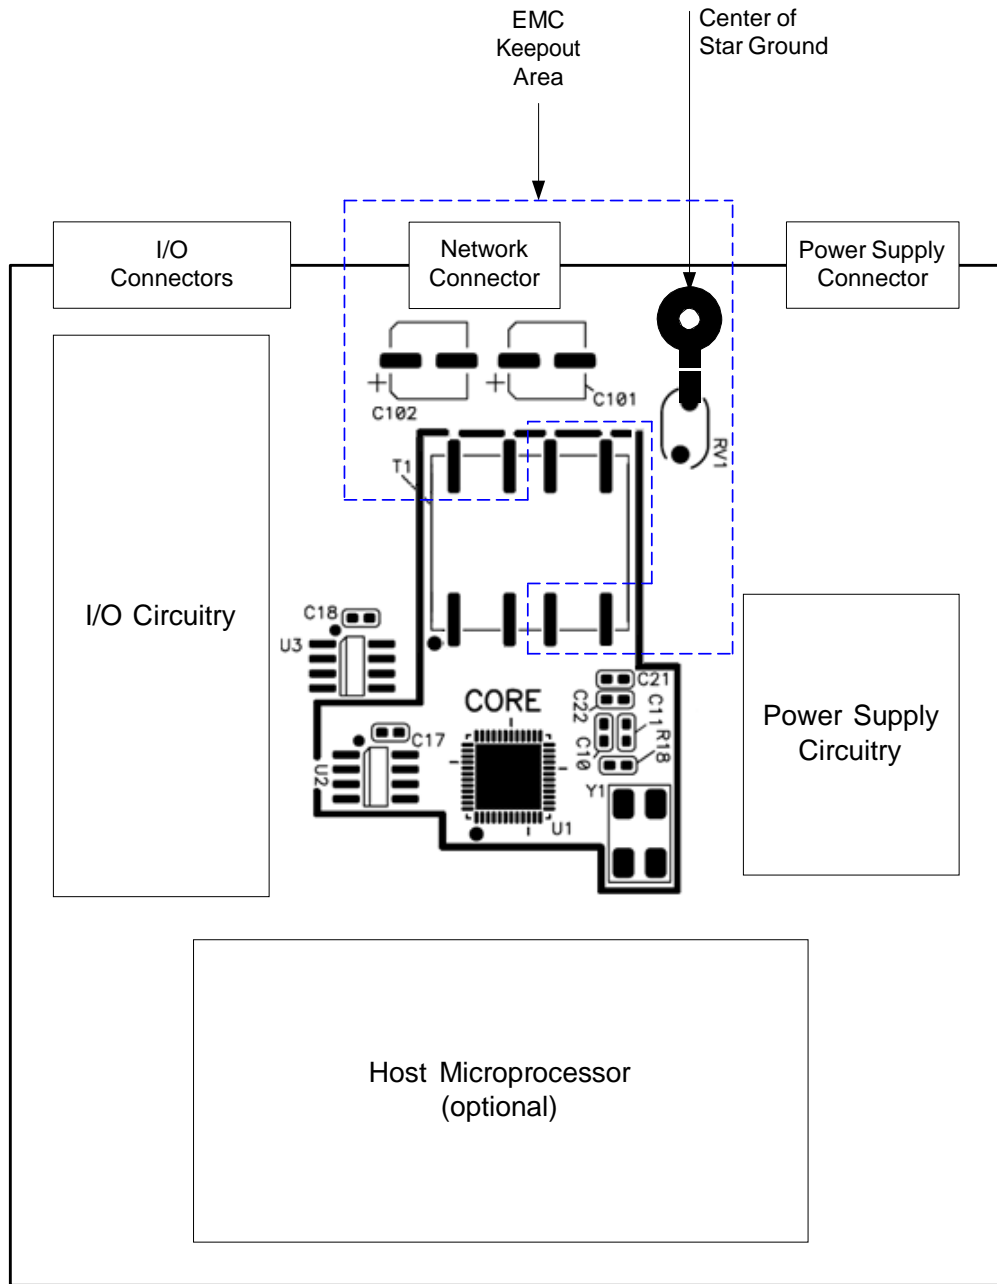 EMC
Keepout
Area
Center of
Star Ground
I/O
Connectors
Network
Connector
Power Supply
Connector
+
C102
+
C101
RV1
T1
I/O Circuitry
C18
U3
CORE
C21
C22
C11
C10
R18
C17
U2
Y1
U1
Power Supply
Circuitry
Host Microprocessor
(optional)